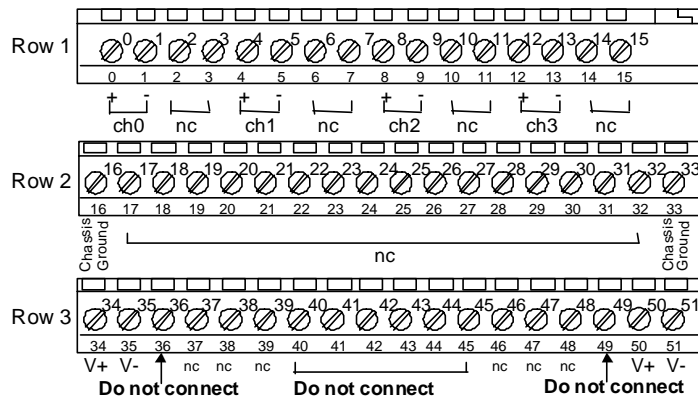 Row 1
0 1 2 3 4 5 6 7 8 9 10 11 12 13 14 15
0 1 2 3 4 5 6 7 8 9 10 11 12 13 14 15
+ - + - + - + -
ch0 nc ch1 nc ch2 nc ch3 nc
Row 2
16 17 18 19 20 21 22 23 24 25 26 27 28 29 30 31 32 33
16 17 18 19 20 21 22 23 24 25 26 27 28 29 30 31 32 33
Chassis
Ground
nc
Chassis
Ground
Row 3
34 35 36 37 38 39 40 41 42 43 44 45 46 47 48 49 50 51
34 35 36 37 38 39 40 41 42 43 44 45 46 47 48 49 50 51
V+ V- nc nc nc nc nc nc V+ V-
Do not connect Do not connect Do not connect